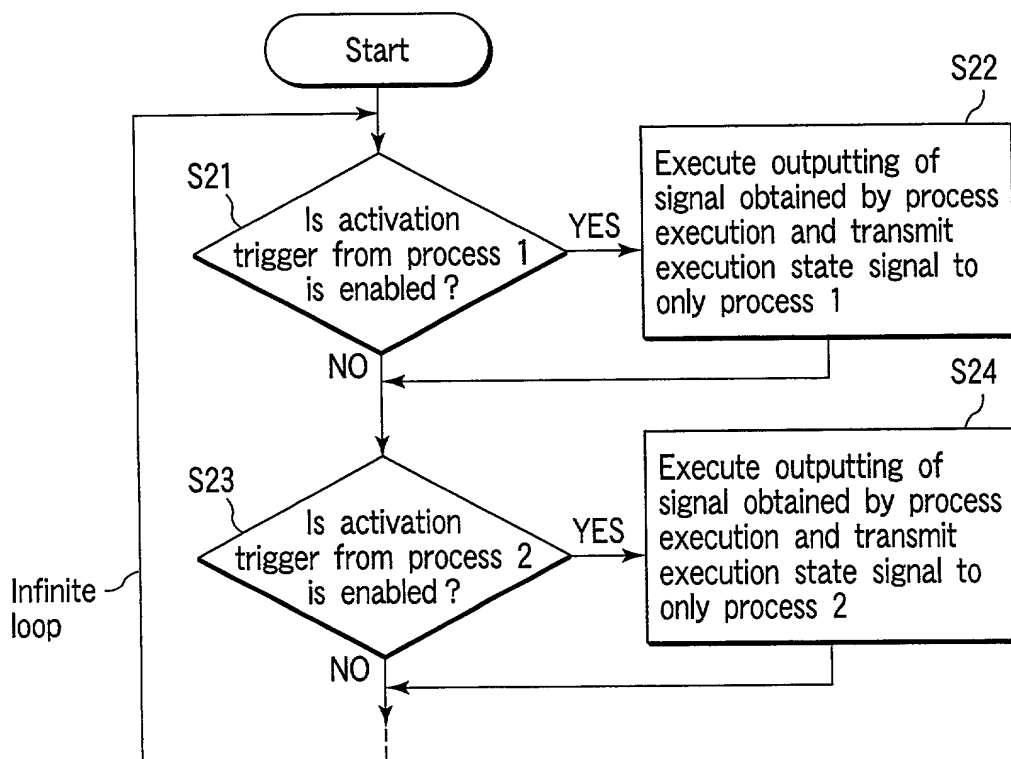 Start
S21
Is activation
trigger from process 1
is enabled?
YES
NO
S22
Execute outputting of
signal obtained by process
execution and transmit
execution state signal to
only process 1
S23
Is activation
trigger from process 2
is enabled?
YES
NO
S24
Execute outputting of
signal obtained by process
execution and transmit
execution state signal to
only process 2
Infinite
loop